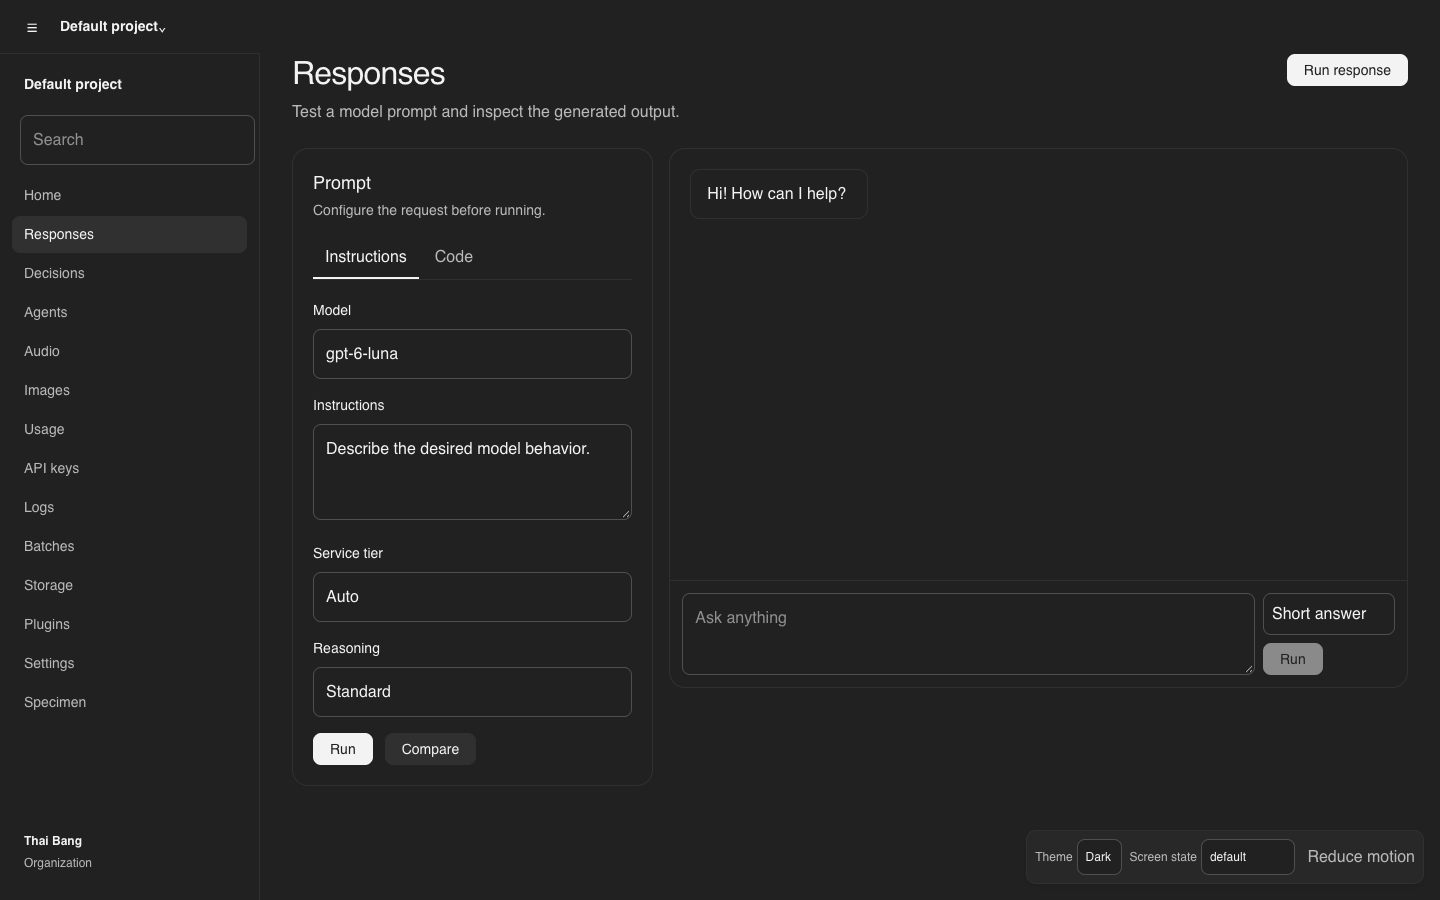 ☰ Default project⌄
Default project
Search
Home
Responses
Decisions
Agents
Audio
Images
Usage
API keys
Logs
Batches
Storage
Plugins
Settings
Specimen
Thai Bang
Organization
Responses
Test a model prompt and inspect the generated output.
Run response
Prompt
Configure the request before running.
Instructions Code
Model
gpt-6-luna
Instructions
Describe the desired model behavior.
Service tier
Auto
Reasoning
Standard
Run Compare
Hi! How can I help?
Ask anything
Short answer
Run
Theme Dark Screen state default Reduce motion